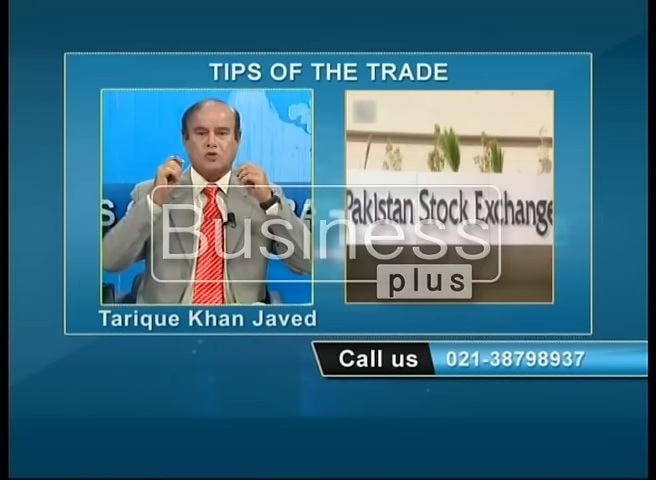 TIPS OF THE TRADE
Pakistan Stock Exchange
Business
plus
Tarique Khan Javed
Call us 021-38798937